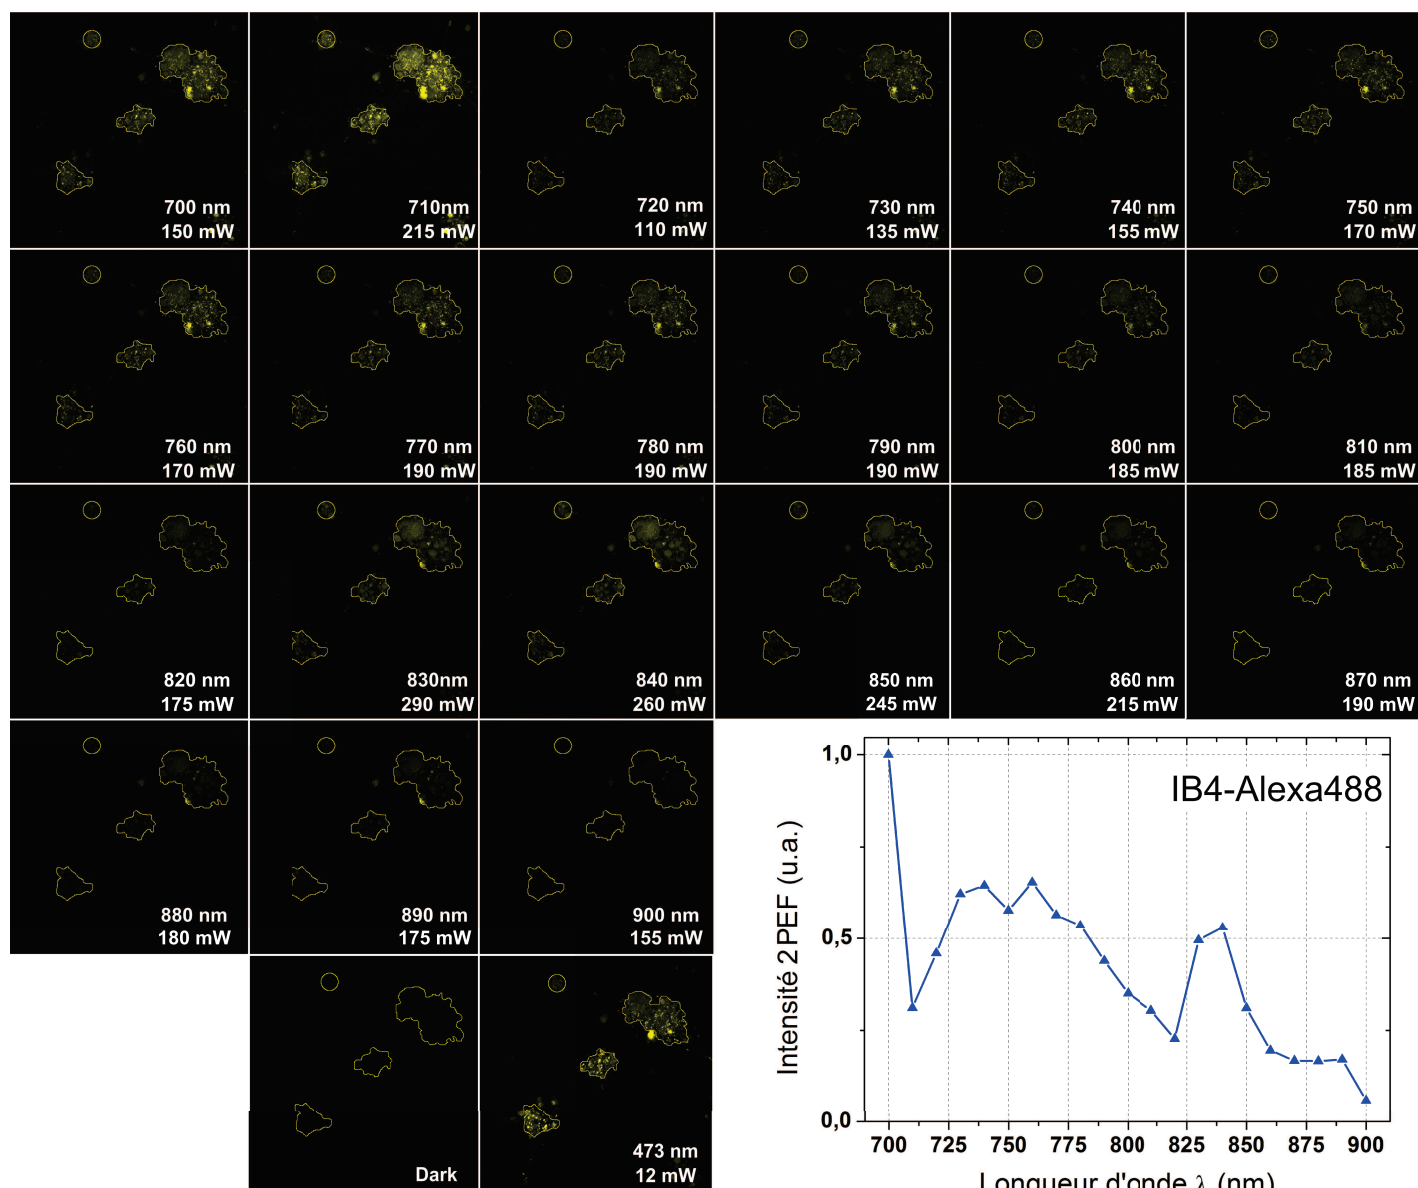 700 nm
150 mW
710nm
215 mW
720 nm
110 mW
730 nm
135 mW
740 nm
155 mW
750 nm
170 mW
760 nm
170 mW
770 nm
190 mW
780 nm
190 mW
790 nm
190 mW
800 nm
185 mW
810 nm
185 mW
820 nm
175 mW
830nm
290 mW
840 nm
260 mW
850 nm
245 mW
860 nm
215 mW
870 nm
190 mW
880 nm
180 mW
890 nm
175 mW
900 nm
155 mW
Dark
473 nm
12 mW
IB4-Alexa488
Intensité 2PEF (u.a.)
1,0
0,5
0,0
700 725 750 775 800 825 850 875 900
Longueur d'onde λ (nm)